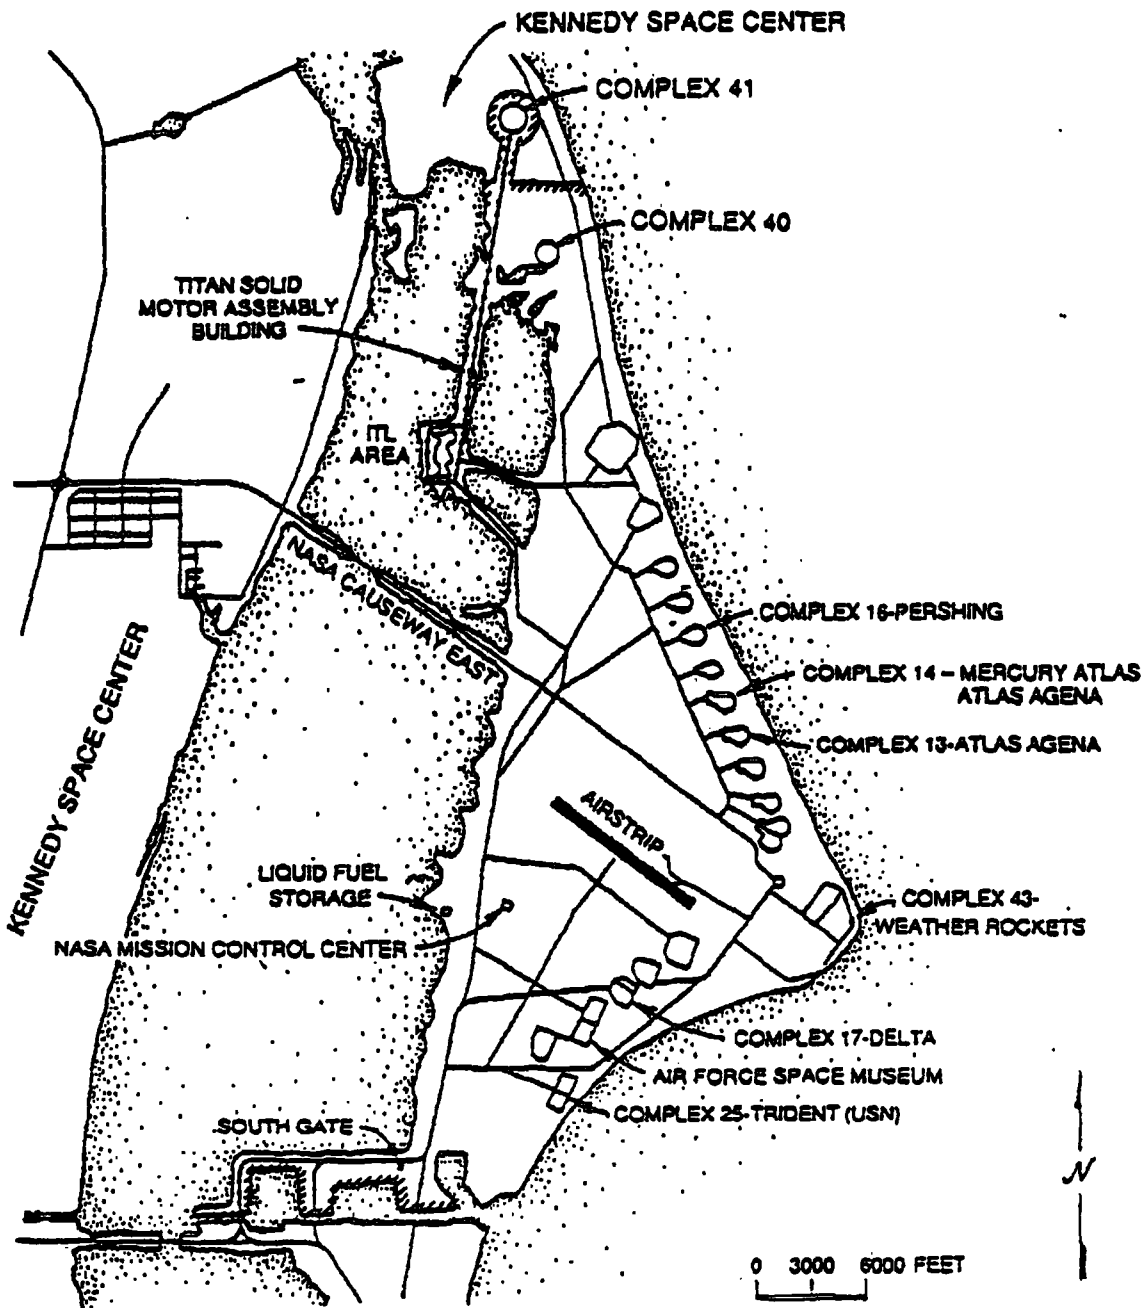 KENNEDY SPACE CENTER
COMPLEX 41
COMPLEX 40
TITAN SOLID
MOTOR ASSEMBLY
BUILDING
ITL
AREA
NASA CAUSEWAY EAST
COMPLEX 16-PERSHING
COMPLEX 14 – MERCURY ATLAS
ATLAS AGENA
COMPLEX 13-ATLAS AGENA
KENNEDY SPACE CENTER
AIRSTRIP
LIQUID FUEL
STORAGE
COMPLEX 43-
WEATHER ROCKETS
NASA MISSION CONTROL CENTER
COMPLEX 17-DELTA
AIR FORCE SPACE MUSEUM
COMPLEX 25-TRIDENT (USN)
SOUTH GATE
N
0 3000 6000 FEET